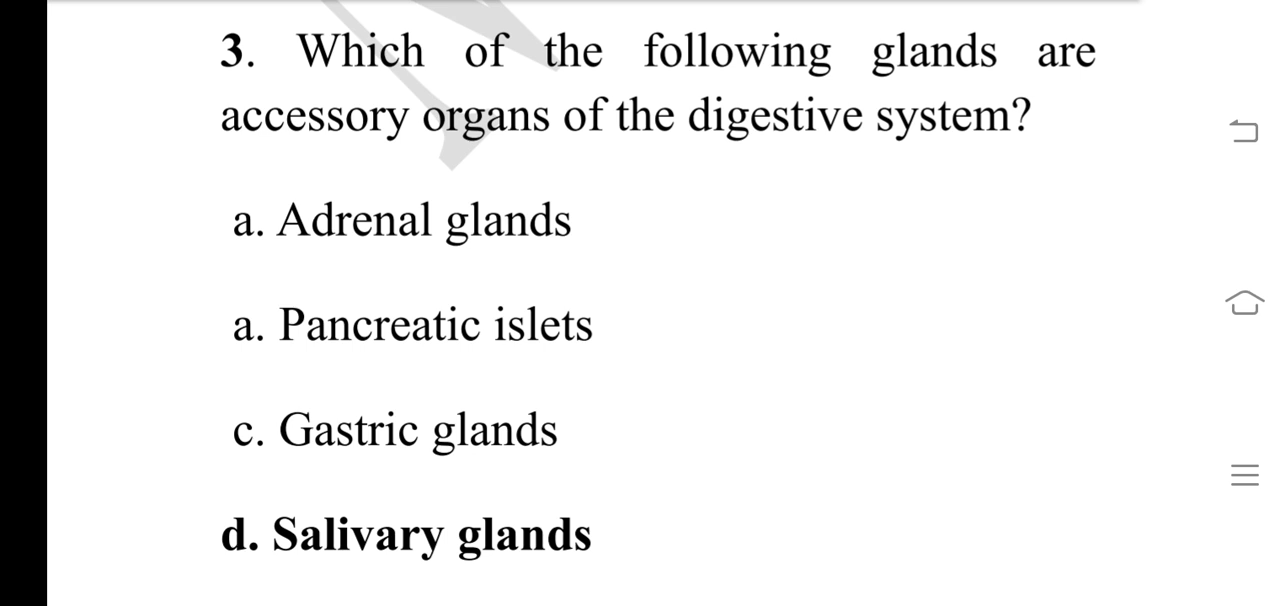 3. Which of the following glands are
accessory organs of the digestive system?
a. Adrenal glands
a. Pancreatic islets
c. Gastric glands
d. Salivary glands